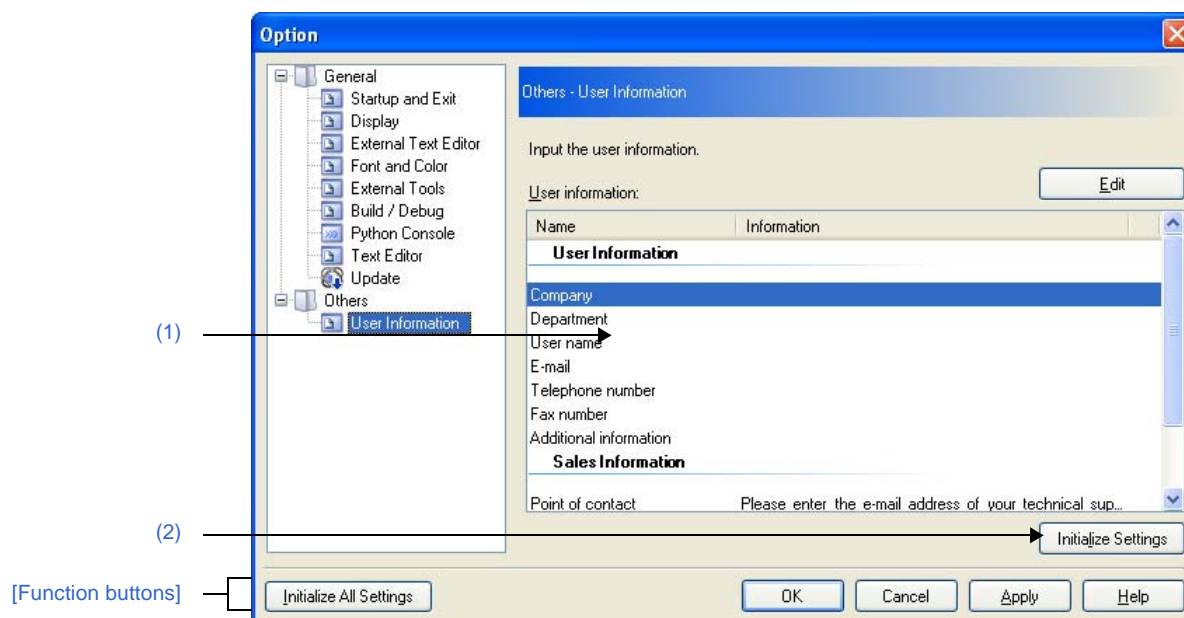 Option
General
Startup and Exit
Display
External Text Editor
Font and Color
External Tools
Build / Debug
Python Console
Text Editor
Update
Others
User Information
Others - User Information
Input the user information.
Edit
User information:
Name Information
User Information
Company
Department
User name
E-mail
Telephone number
Fax number
Additional information
Sales Information
Point of contact Please enter the e-mail address of your technical sup...
Initialize Settings
Initialize All Settings OK Cancel Apply Help
(1)
(2)
[Function buttons]